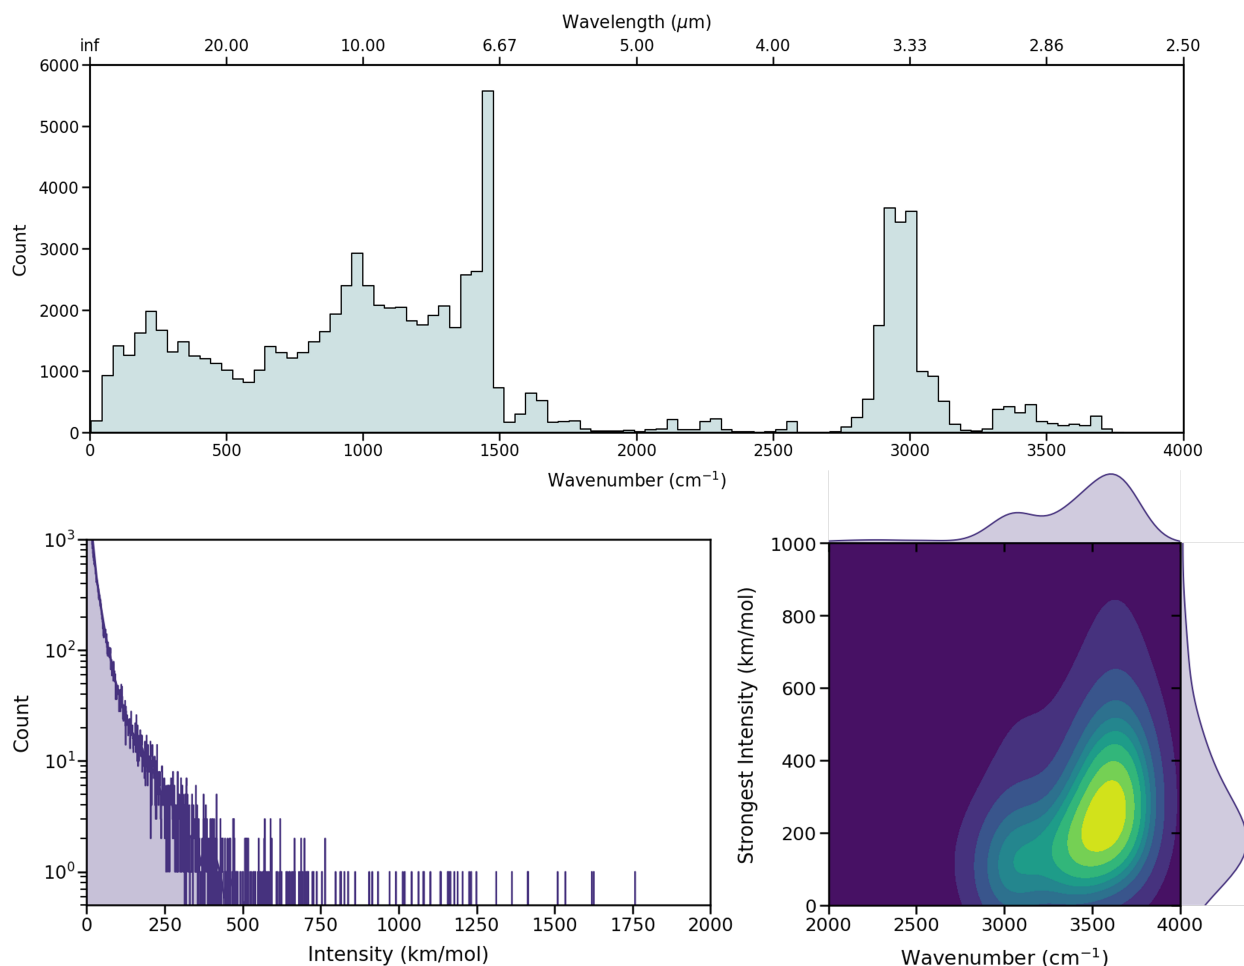 Wavelength (μm)
inf 20.00 10.00 6.67 5.00 4.00 3.33 2.86 2.50
6000
5000
4000
3000
2000
1000
0
Count
0 500 1000 1500 2000 2500 3000 3500 4000
Wavenumber (cm⁻¹)
10³
10²
10¹
10⁰
Count
0 250 500 750 1000 1250 1500 1750 2000
Intensity (km/mol)
1000
800
600
400
200
0
Strongest Intensity (km/mol)
2000 2500 3000 3500 4000
Wavenumber (cm⁻¹)